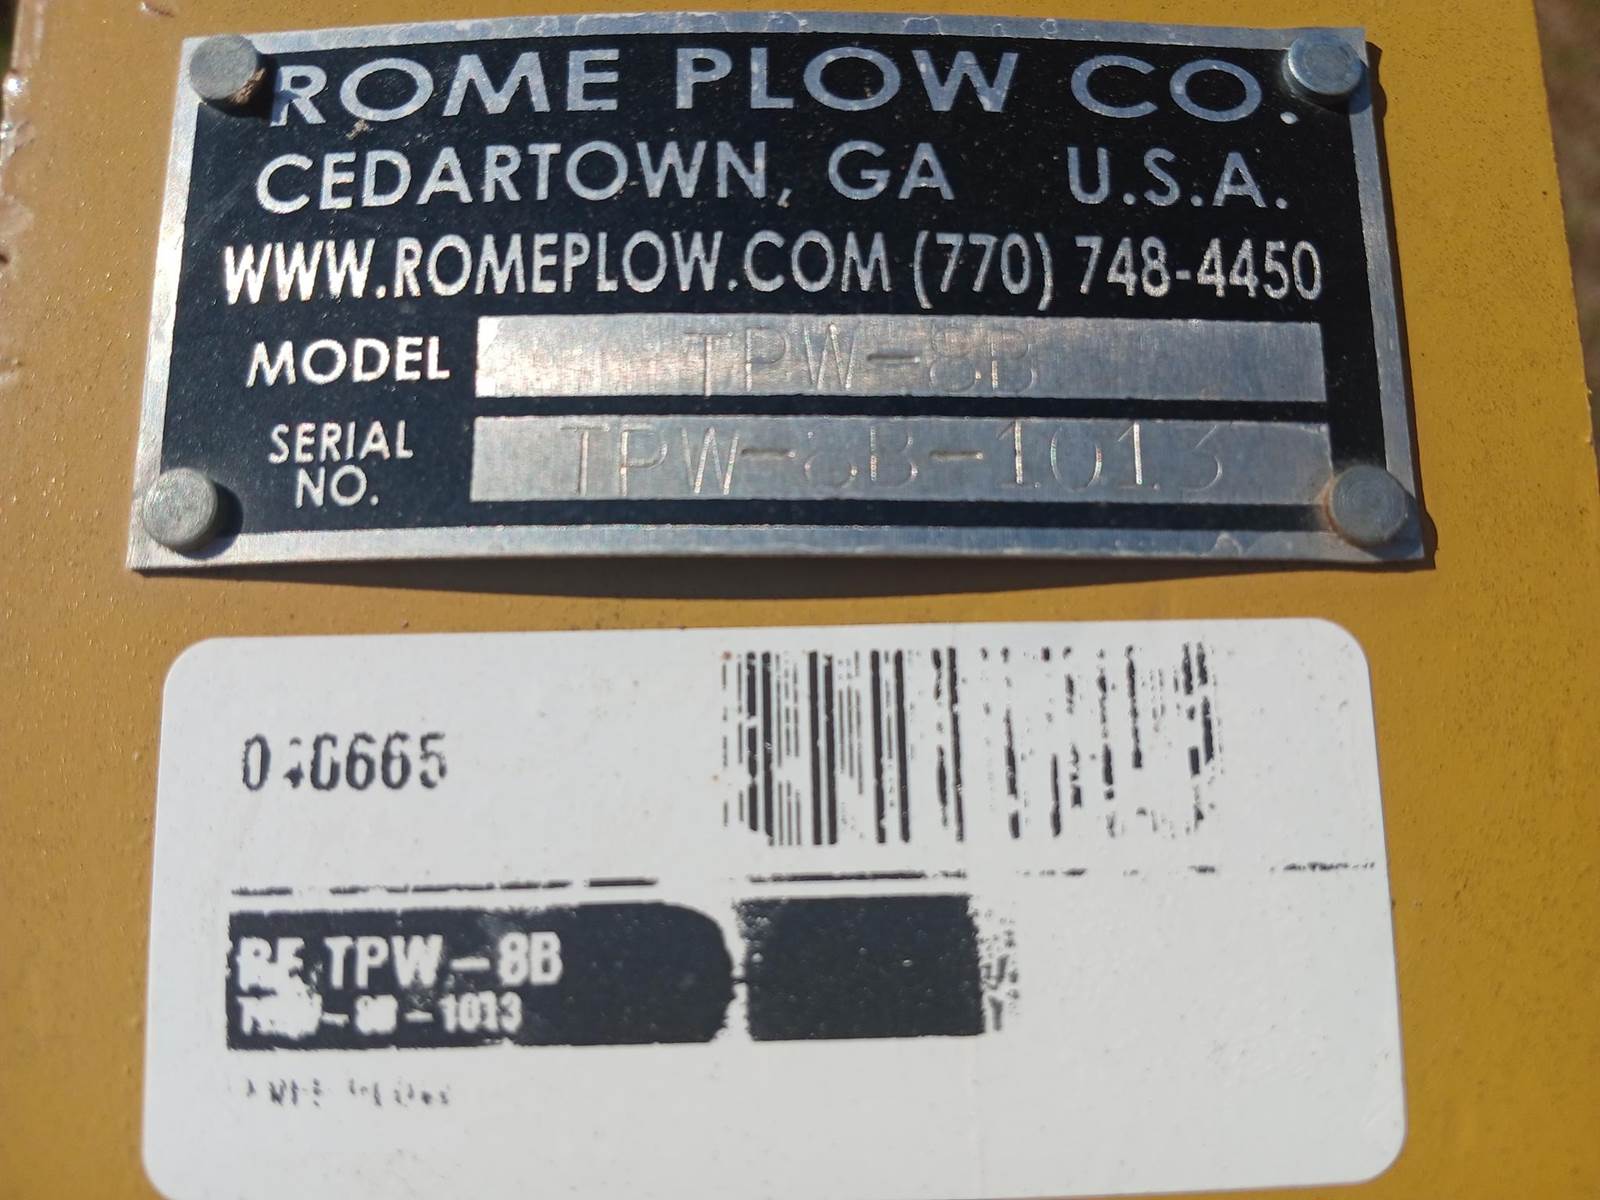 ROME PLOW CO.
CEDARTOWN, GA U.S.A.
WWW.ROMEPLOW.COM (770) 748-4450
MODEL TPW-8B
SERIAL NO. TPW-8B-1013
TPW-8B